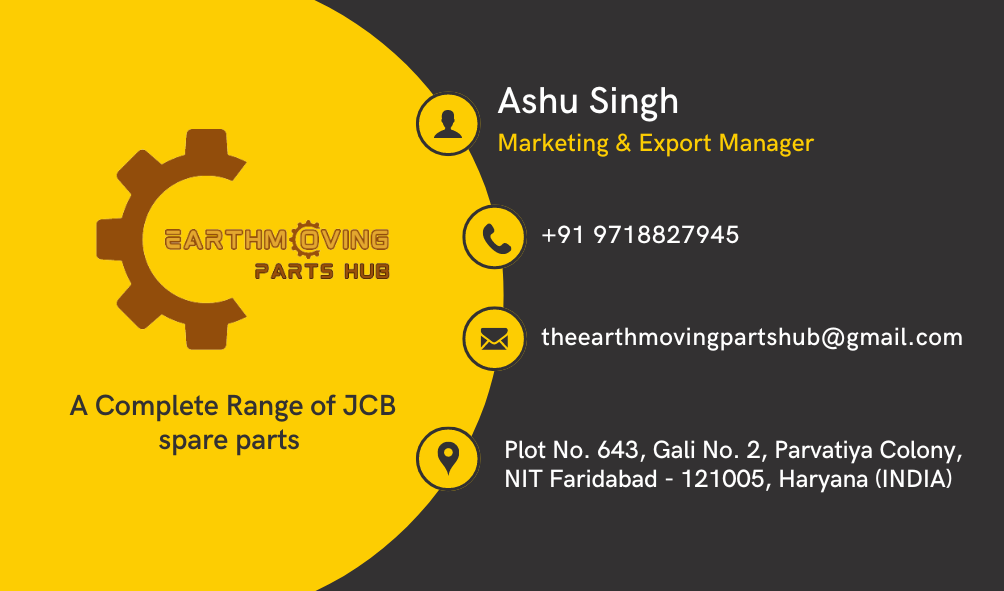 EARTHMOVING
PARTS HUB
A Complete Range of JCB
spare parts
Ashu Singh
Marketing & Export Manager
+91 9718827945
theearthmovingpartshub@gmail.com
Plot No. 643, Gali No. 2, Parvatiya Colony,
NIT Faridabad - 121005, Haryana (INDIA)